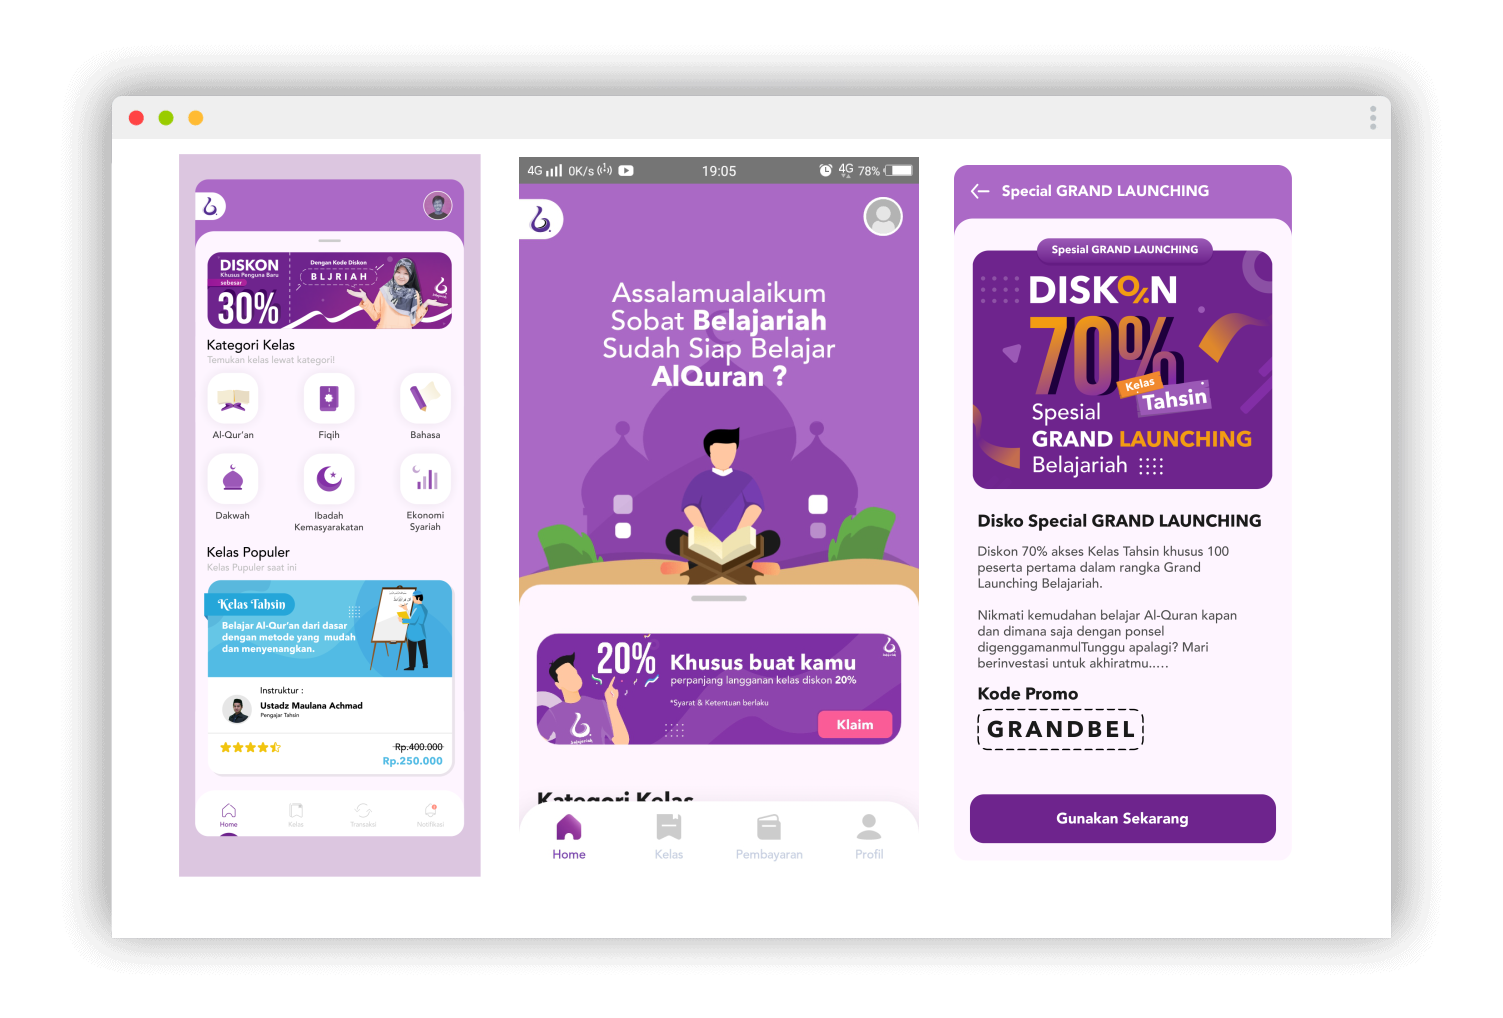 DISKON
Khusus Penguna Baru
sebesar
30%
Dengan Kode Diskon
BLJRIAH
Kategori Kelas
Temukan kelas lewat kategori!
Al-Qur'an
Fiqih
Bahasa
Dakwah
Ibadah
Kemasyarakatan
Ekonomi
Syariah
Kelas Populer
Kelas Pupuler saat ini
Kelas Tahsin
Belajar Al-Qur'an dari dasar
dengan metode yang mudah
dan menyenangkan.
Instruktur :
Ustadz Maulana Achmad
Pengajar Tahsin
Rp.400.000
Rp.250.000
Home
Kelas
Transaksi
Notifikasi
4G 0K/s 19:05 4G 78%
Assalamualaikum
Sobat Belajariah
Sudah Siap Belajar
AlQuran ?
20%
Khusus buat kamu
perpanjang langganan kelas diskon 20%
*Syarat & Ketentuan berlaku
Klaim
belajariah
Kategori Kelas
Home
Kelas
Pembayaran
Profil
Special GRAND LAUNCHING
Spesial GRAND LAUNCHING
DISKON
70%
Kelas
Tahsin
Spesial
GRAND LAUNCHING
Belajariah
Disko Special GRAND LAUNCHING
Diskon 70% akses Kelas Tahsin khusus 100
peserta pertama dalam rangka Grand
Launching Belajariah.
Nikmati kemudahan belajar Al-Quran kapan
dan dimana saja dengan ponsel
digenggamanmulTunggu apalagi? Mari
berinvestasi untuk akhiratmu.....
Kode Promo
GRANDBEL
Gunakan Sekarang